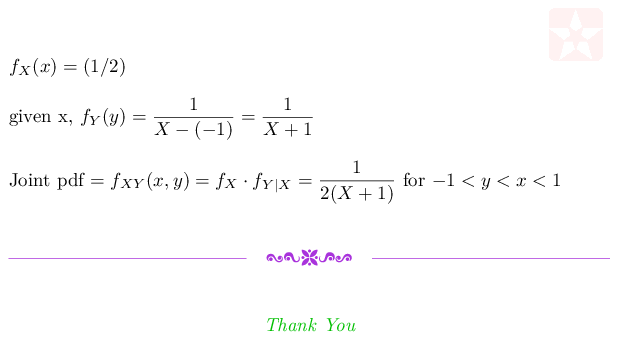 f_X(x) = (1/2)
given x, f_Y(y) = \frac{1}{X − (−1)} = \frac{1}{X + 1}
Joint pdf = f_{XY}(x, y) = f_X · f_{Y|X} = \frac{1}{2(X + 1)} for −1 < y < x < 1
Thank You